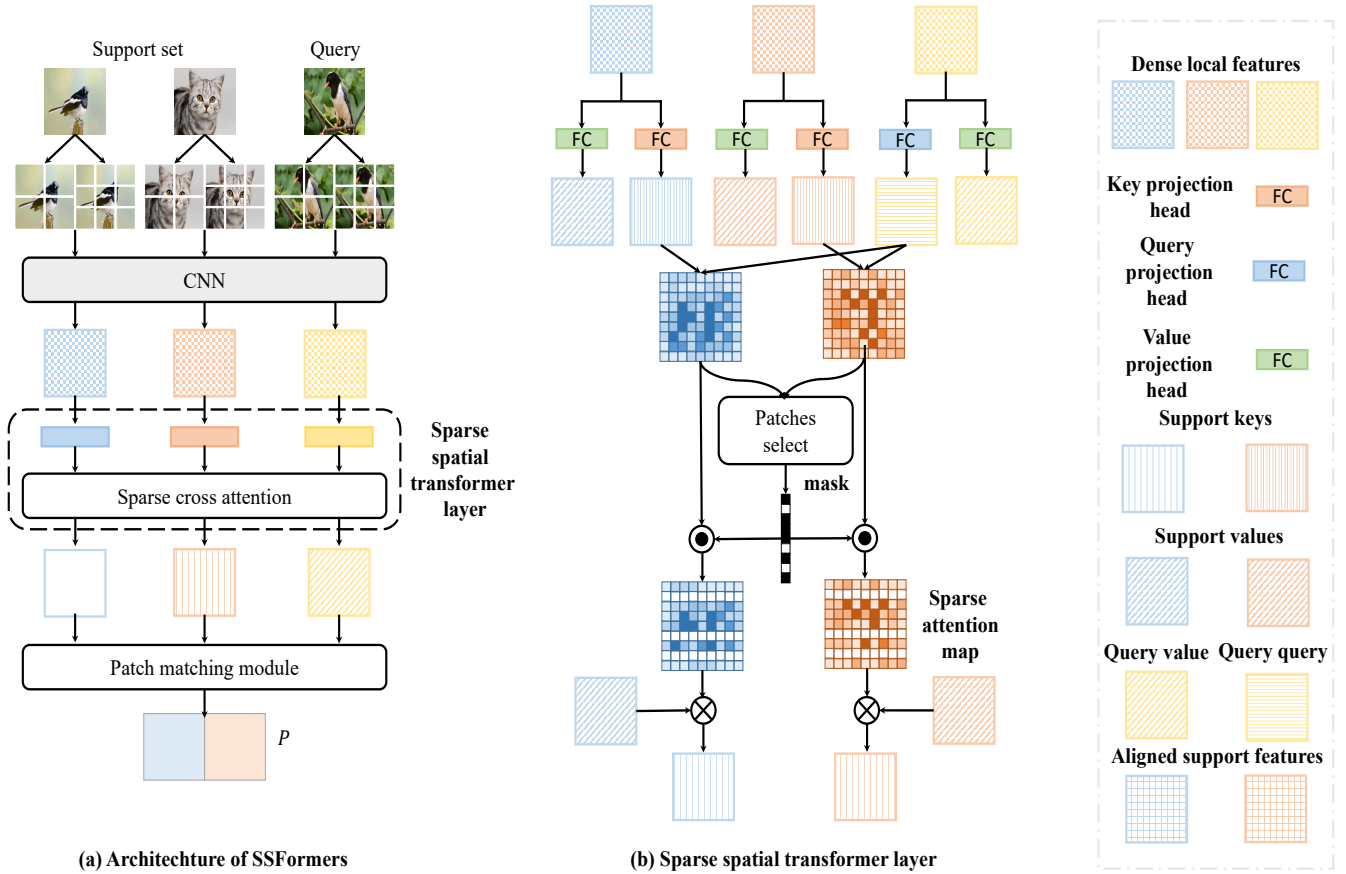 Support set
Query
CNN
Sparse
spatial
transformer
layer
Sparse cross attention
Patch matching module
P
(a) Architechture of SSFormers
FC
FC
FC
FC
FC
FC
Patches
select
mask
Sparse
attention
map
(b) Sparse spatial transformer layer
Dense local features
Key projection
head
FC
Query
projection
head
FC
Value
projection
head
FC
Support keys
Support values
Query value
Query query
Aligned support features